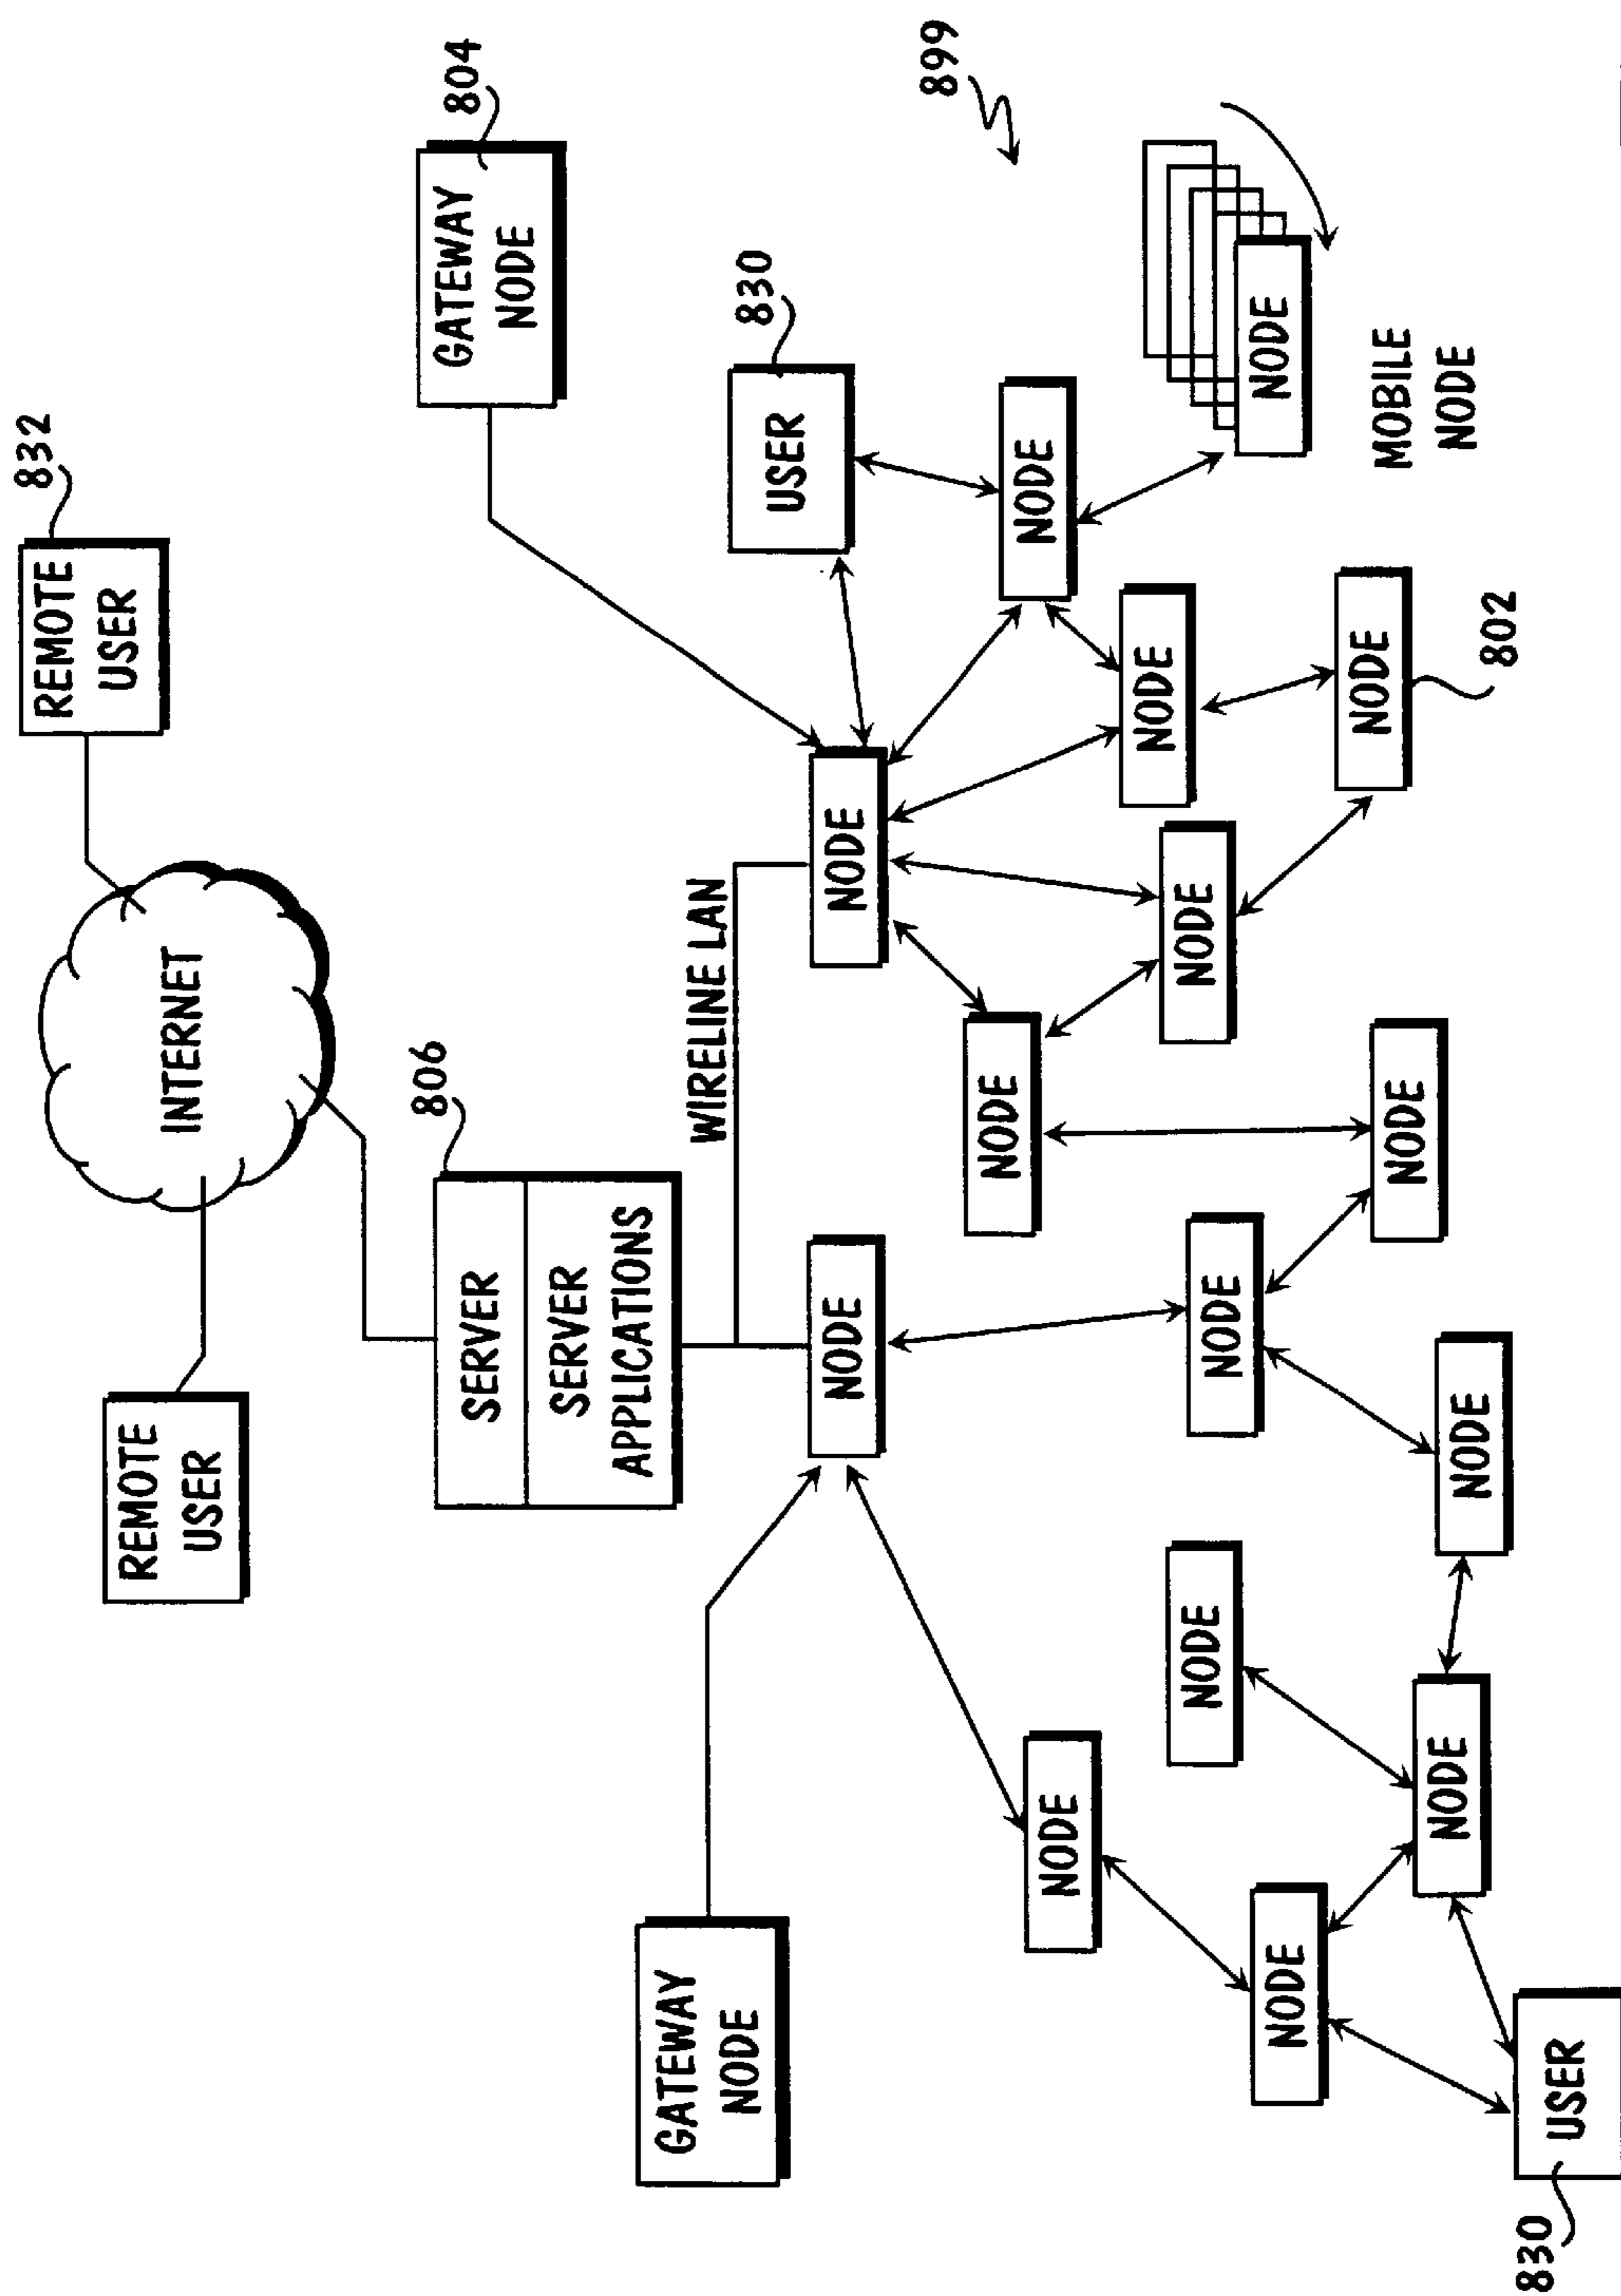 832
REMOTE
USER
REMOTE
USER
INTERNET
806
804
GATEWAY
NODE
SERVER
SERVER
APPLICATIONS
GATEWAY
NODE
WIRELINE LAN
830
USER
NODE
NODE
899
NODE
NODE
NODE
NODE
NODE
NODE
NODE
NODE
NODE
NODE
MOBILE
NODE
NODE
NODE
NODE
802
830
USER